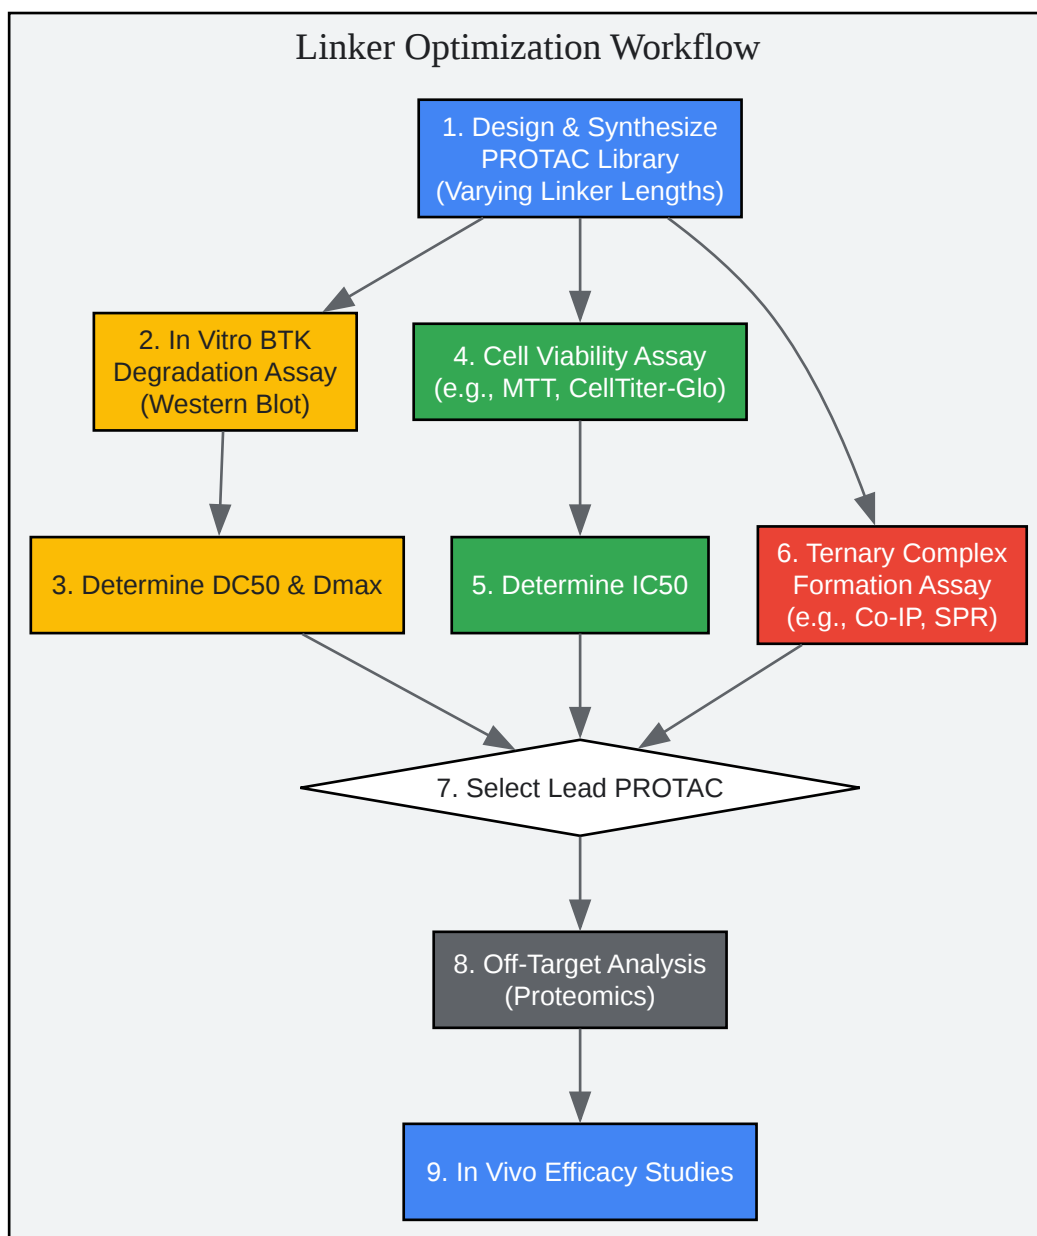 Linker Optimization Workflow
1. Design & Synthesize
PROTAC Library
(Varying Linker Lengths)
2. In Vitro BTK
Degradation Assay
(Western Blot)
3. Determine DC50 & Dmax
4. Cell Viability Assay
(e.g., MTT, CellTiter-Glo)
5. Determine IC50
6. Ternary Complex
Formation Assay
(e.g., Co-IP, SPR)
7. Select Lead PROTAC
8. Off-Target Analysis
(Proteomics)
9. In Vivo Efficacy Studies